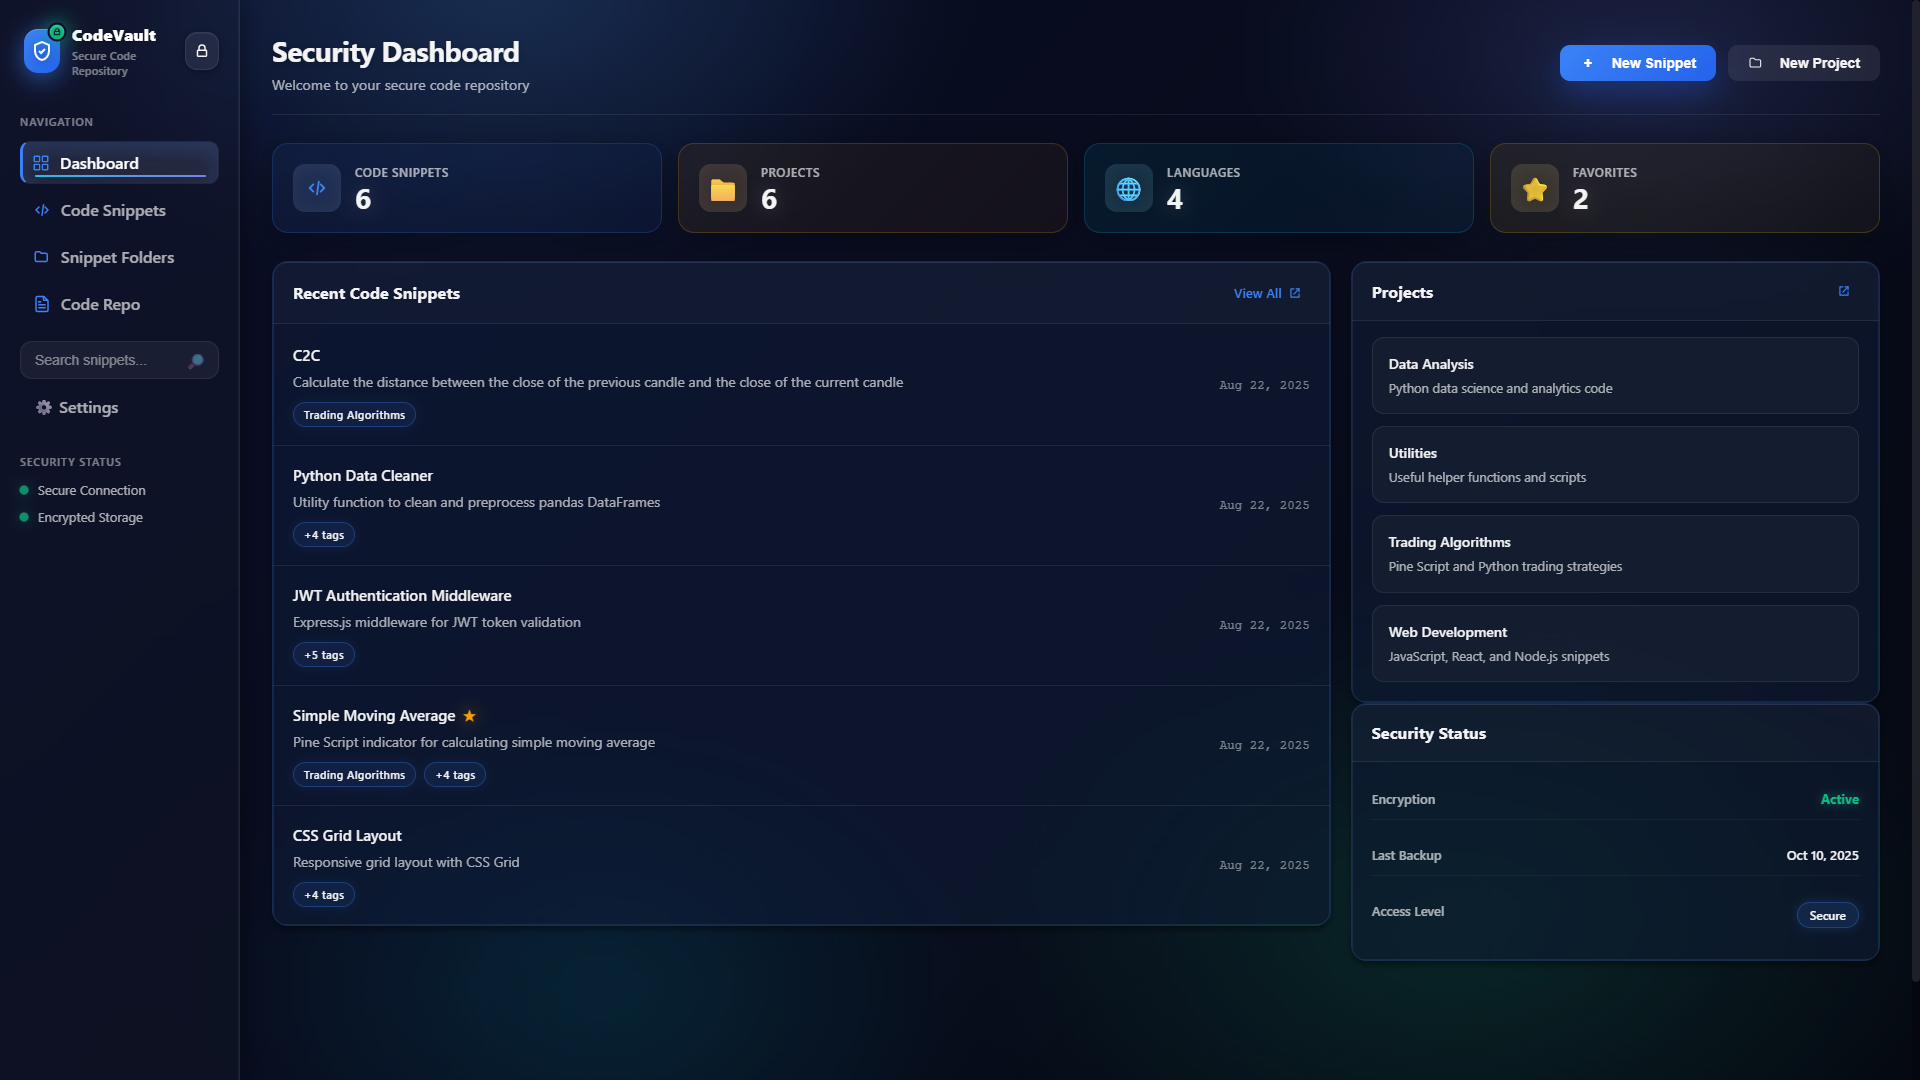 CodeVault
Secure Code
Repository
NAVIGATION
Dashboard
Code Snippets
Snippet Folders
Code Repo
Search snippets...
Settings
SECURITY STATUS
Secure Connection
Encrypted Storage
Security Dashboard
Welcome to your secure code repository
+ New Snippet
New Project
CODE SNIPPETS
6
PROJECTS
6
LANGUAGES
4
FAVORITES
2
Recent Code Snippets
View All
C2C
Calculate the distance between the close of the previous candle and the close of the current candle
Aug 22, 2025
Trading Algorithms
Python Data Cleaner
Utility function to clean and preprocess pandas DataFrames
Aug 22, 2025
+4 tags
JWT Authentication Middleware
Express.js middleware for JWT token validation
Aug 22, 2025
+5 tags
Simple Moving Average
Pine Script indicator for calculating simple moving average
Aug 22, 2025
Trading Algorithms +4 tags
CSS Grid Layout
Responsive grid layout with CSS Grid
Aug 22, 2025
+4 tags
Projects
Data Analysis
Python data science and analytics code
Utilities
Useful helper functions and scripts
Trading Algorithms
Pine Script and Python trading strategies
Web Development
JavaScript, React, and Node.js snippets
Security Status
Encryption Active
Last Backup Oct 10, 2025
Access Level Secure